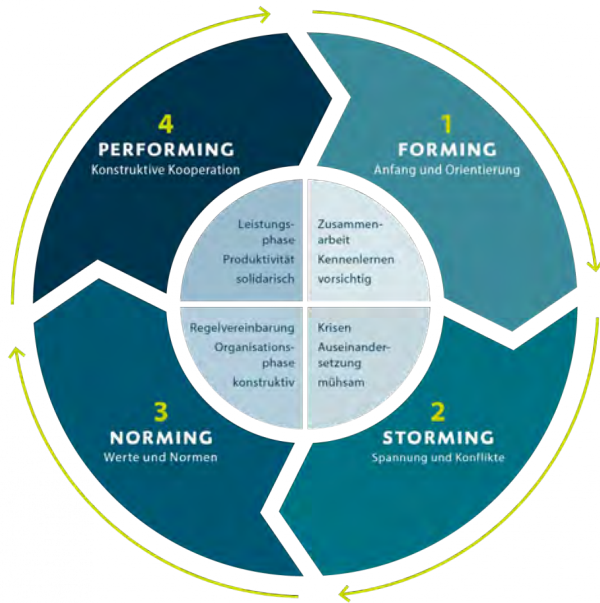 1
FORMING
Anfang und Orientierung
Zusammen-
arbeit
Kennenlernen
vorsichtig
2
STORMING
Spannung und Konflikte
Krisen
Auseinander-
setzung
mühsam
3
NORMING
Werte und Normen
Regelvereinbarung
Organisations-
phase
konstruktiv
4
PERFORMING
Konstruktive Kooperation
Leistungs-
phase
Produktivität
solidarisch